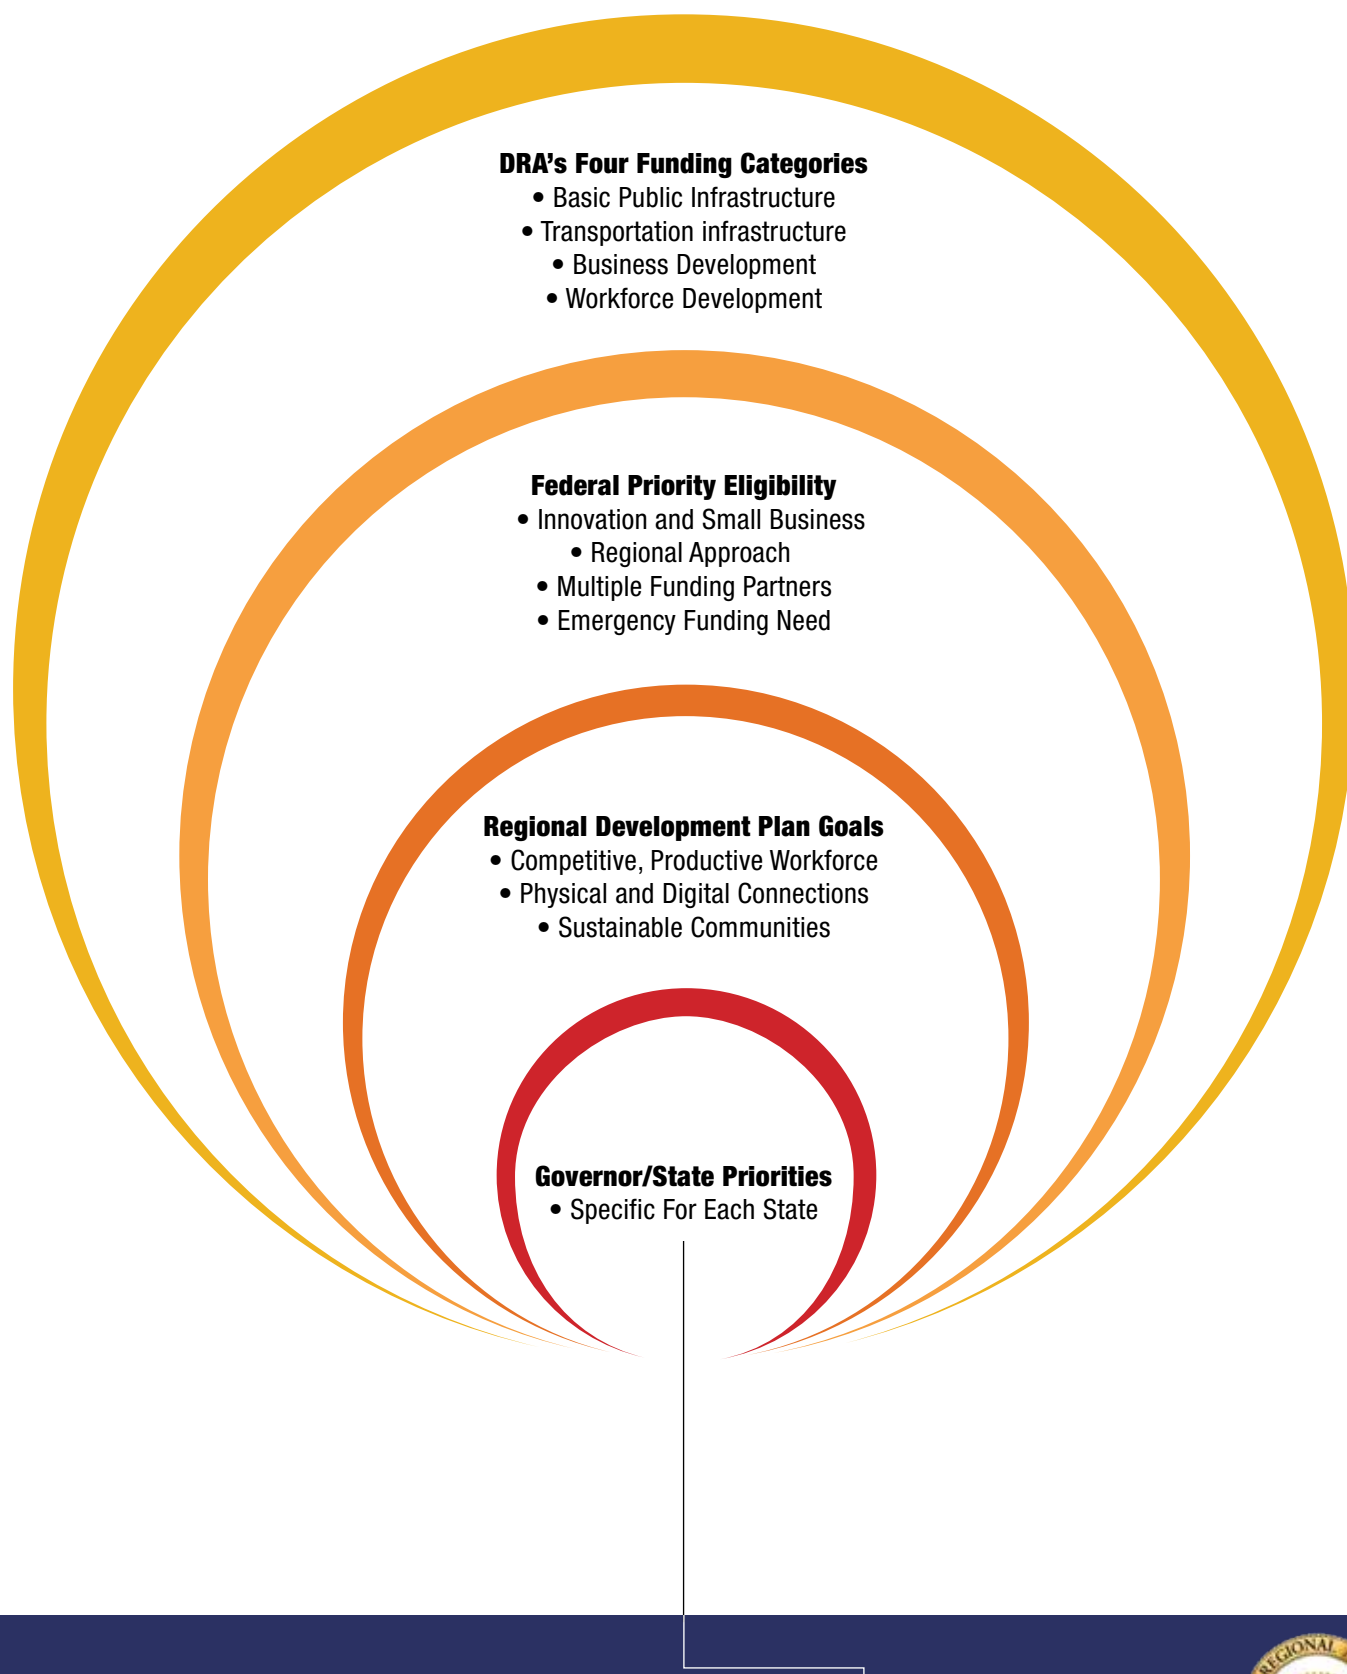 DRA’s Four Funding Categories
• Basic Public Infrastructure
• Transportation infrastructure
• Business Development
• Workforce Development
Federal Priority Eligibility
• Innovation and Small Business
• Regional Approach
• Multiple Funding Partners
• Emergency Funding Need
Regional Development Plan Goals
• Competitive, Productive Workforce
• Physical and Digital Connections
• Sustainable Communities
Governor/State Priorities
• Specific For Each State
REGIONAL